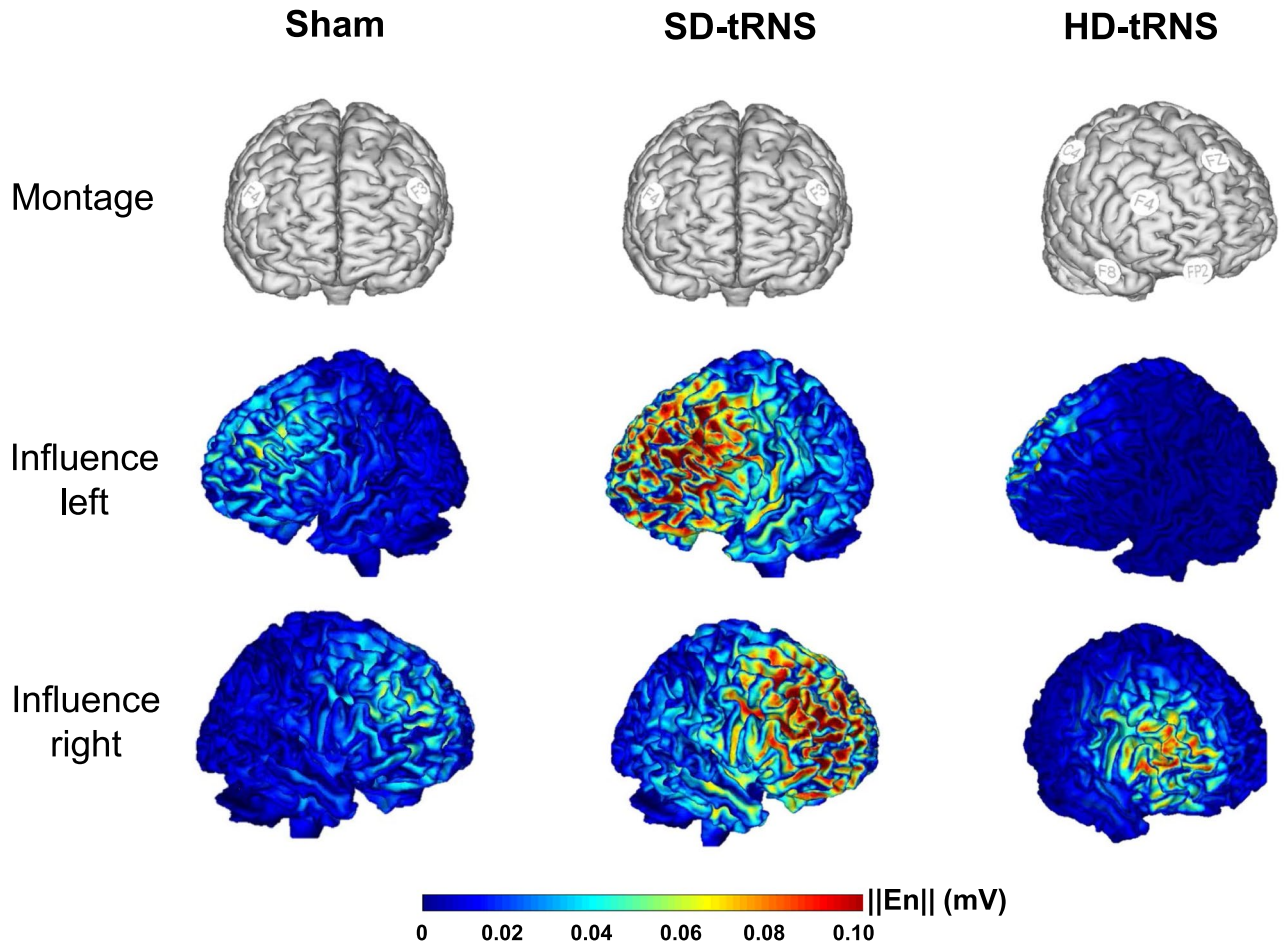 Sham SD-tRNS HD-tRNS
Montage
F4 F3
F4 F3
C4 FZ
F4
F8 FP2
Influence
left
Influence
right
||En|| (mV)
0 0.02 0.04 0.06 0.08 0.10